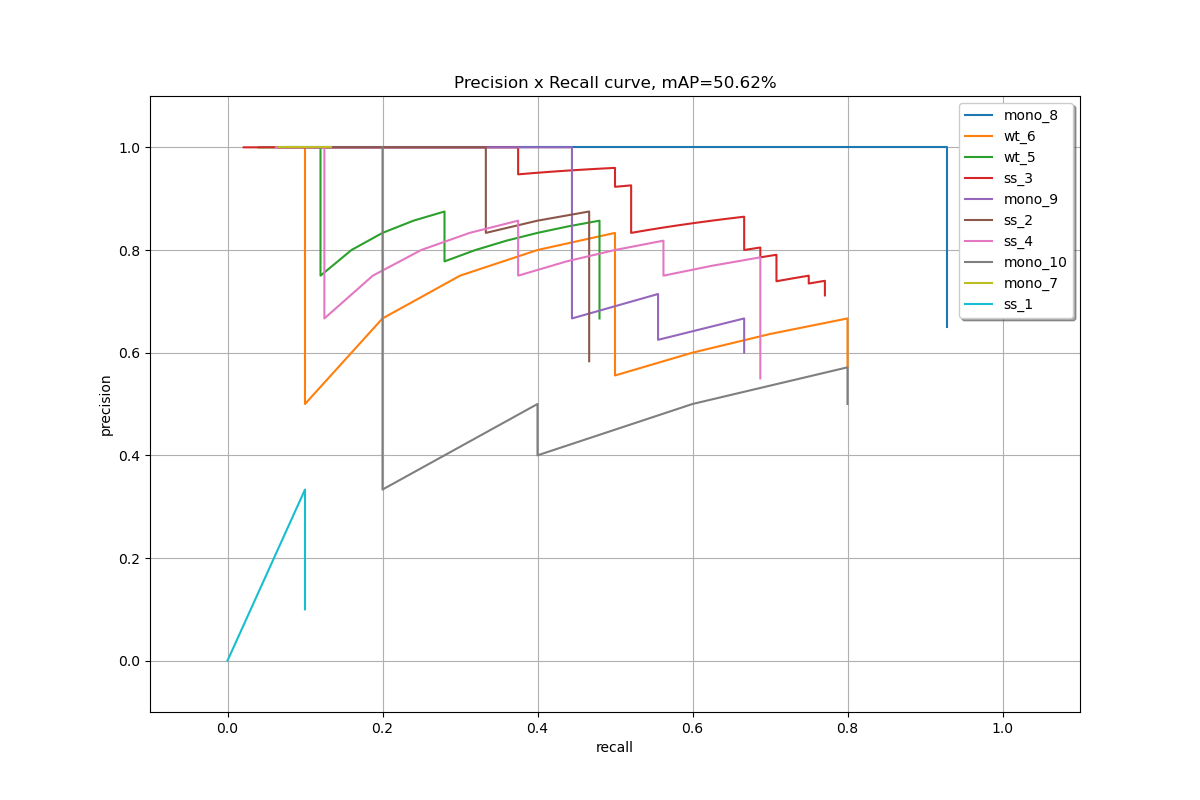 Precision x Recall curve, mAP=50.62%
mono_8
wt_6
wt_5
ss_3
mono_9
ss_2
ss_4
mono_10
mono_7
ss_1
1.0
0.8
0.6
0.4
0.2
0.0
precision
0.0 0.2 0.4 0.6 0.8 1.0
recall